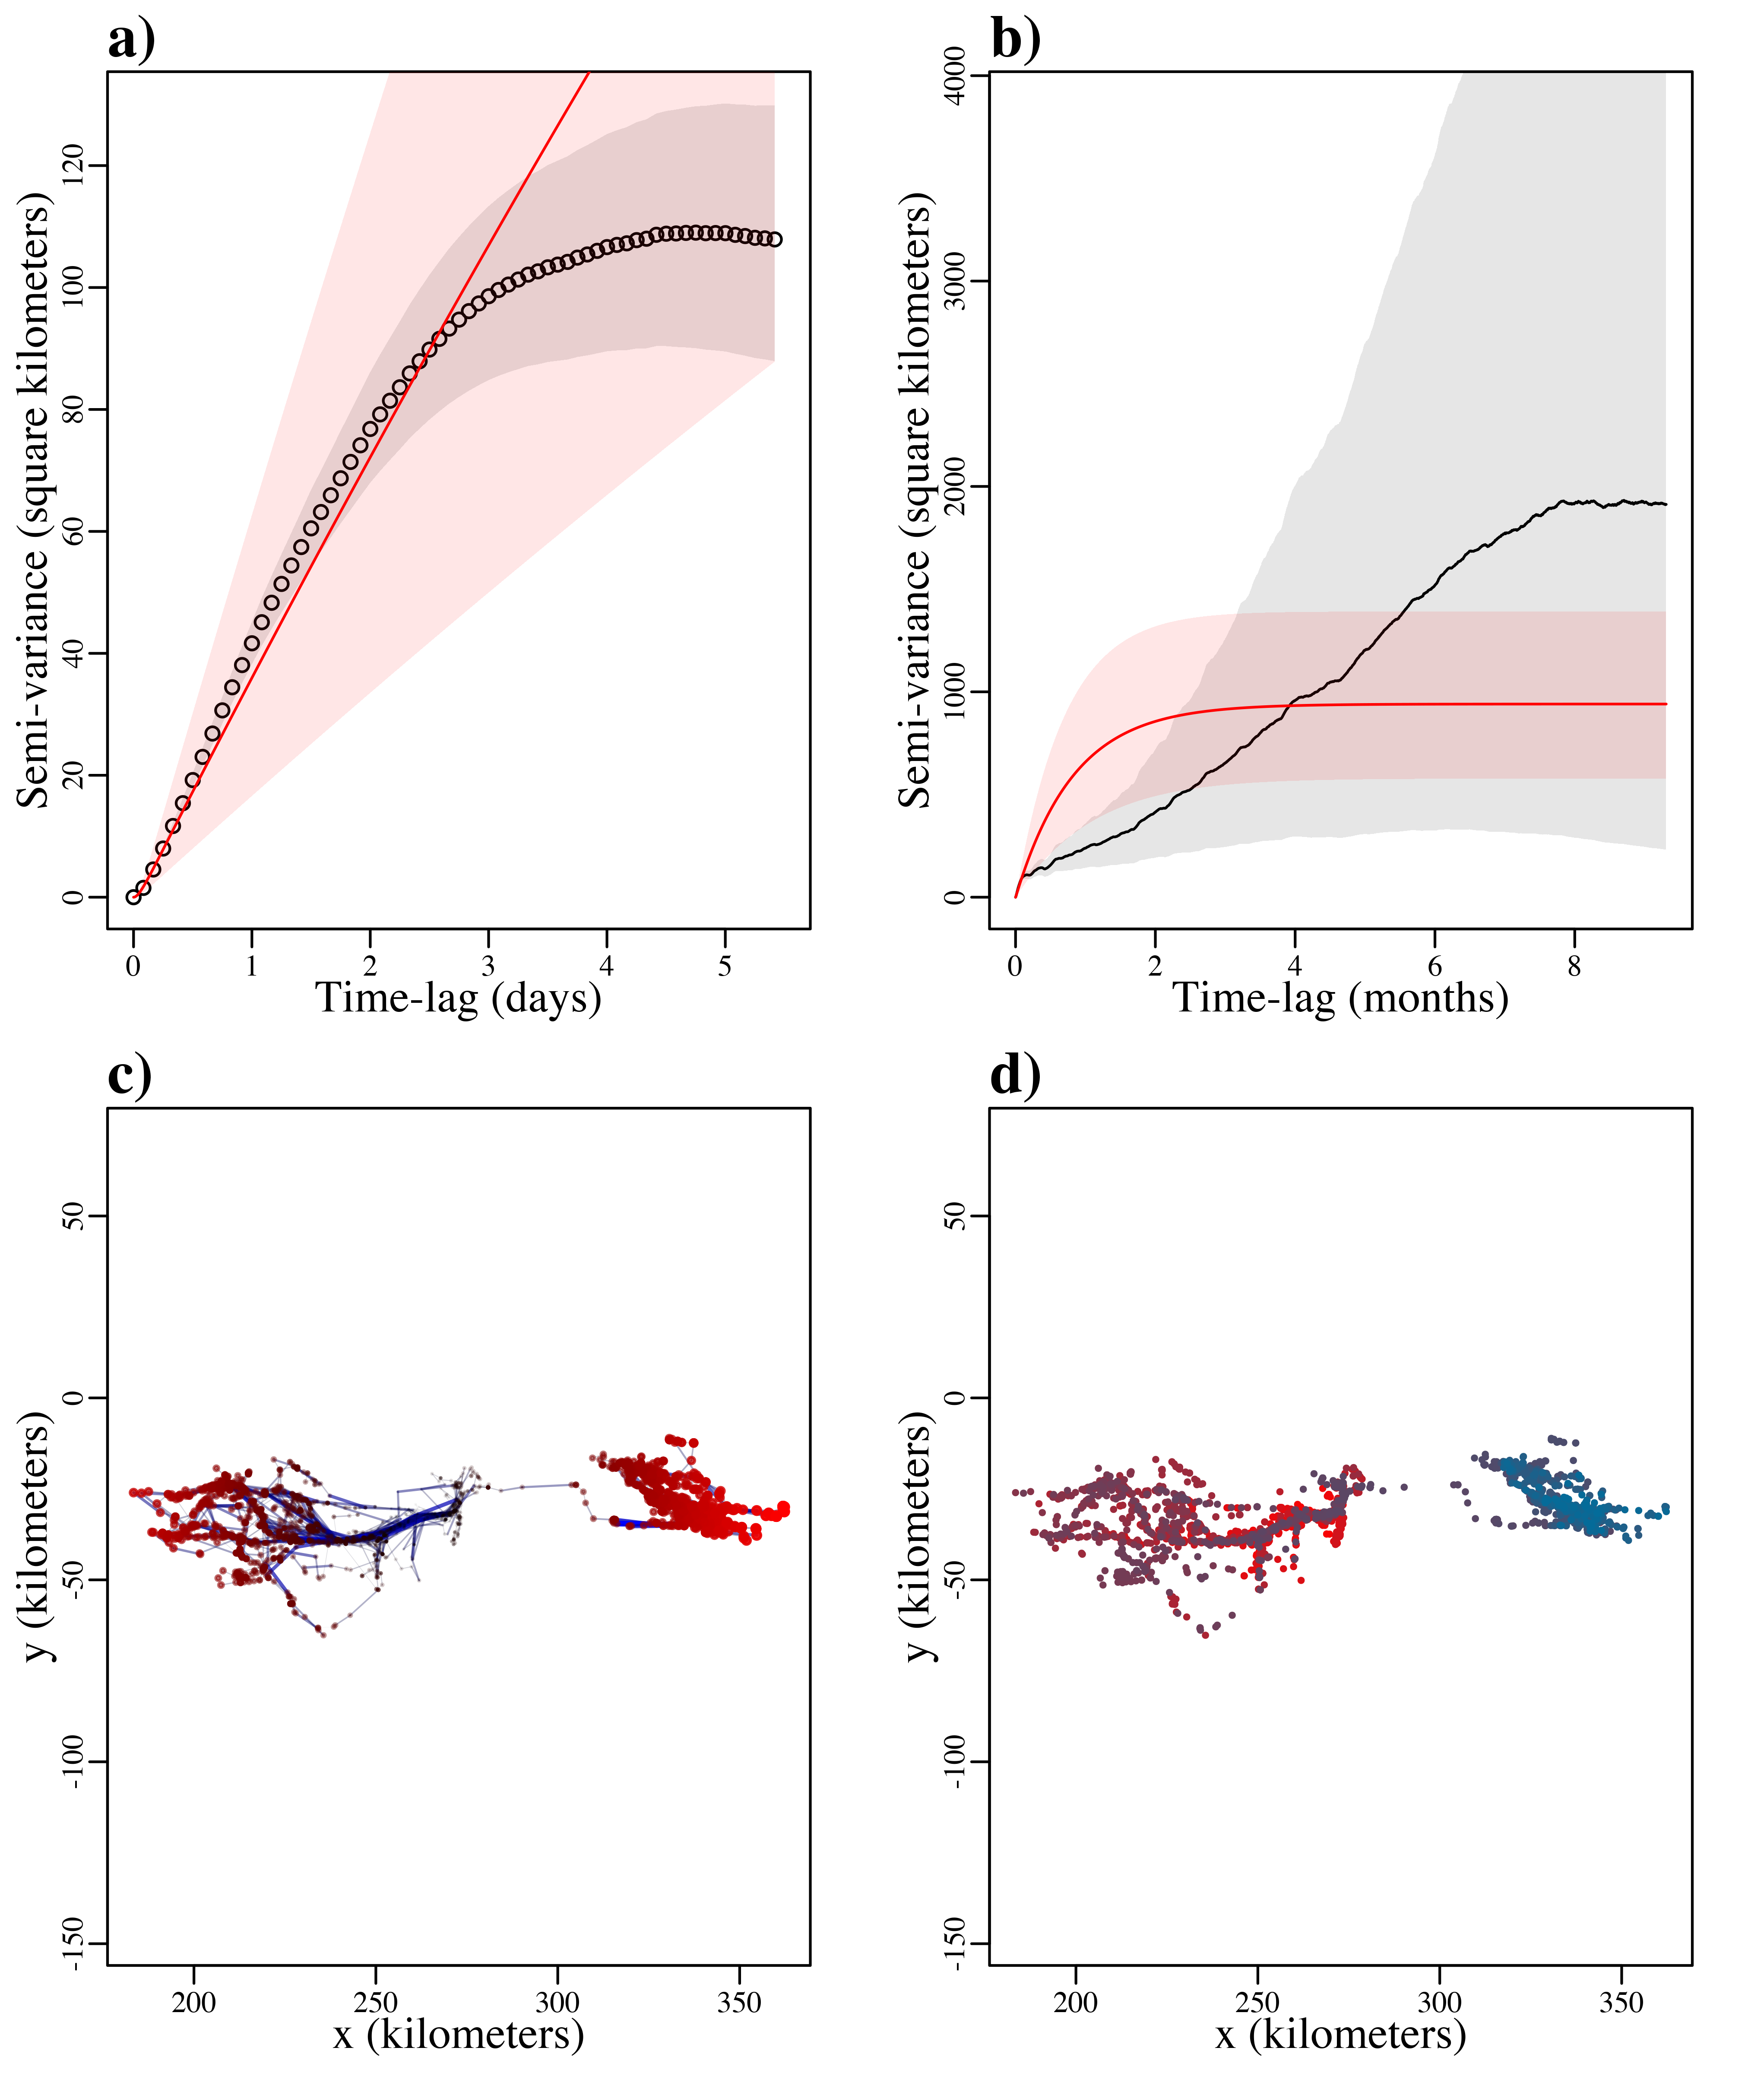 a)
Semi-variance (square kilometers)
0 20 40 60 80 100 120
0 1 2 3 4 5
Time-lag (days)
b)
Semi-variance (square kilometers)
0 1000 2000 3000 4000
0 2 4 6 8
Time-lag (months)
c)
y (kilometers)
-150 -100 -50 0 50
200 250 300 350
x (kilometers)
d)
y (kilometers)
-150 -100 -50 0 50
200 250 300 350
x (kilometers)